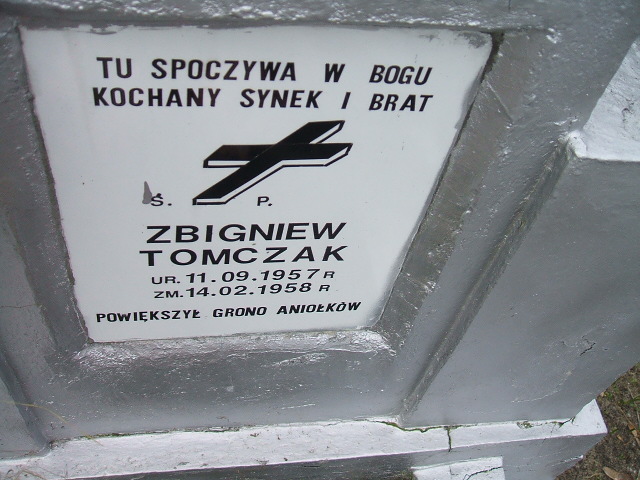 TU SPOCZYWA W BOGU
KOCHANY SYNEK I BRAT
Ś. P.
ZBIGNIEW
TOMCZAK
UR. 11.09.1957 R
ZM. 14.02.1958 R
POWIĘKSZYŁ GRONO ANIOŁKÓW